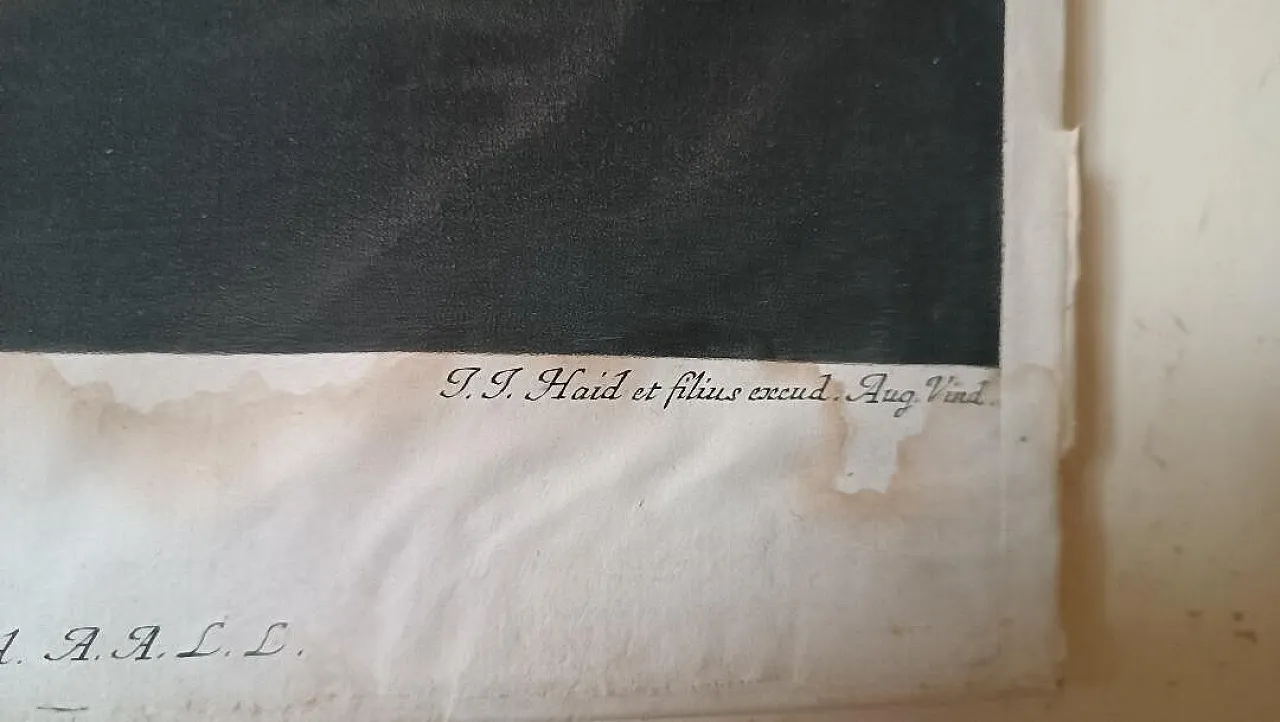 J. J. Haid et filius excud. Aug. Vind.
A. A. L. L.